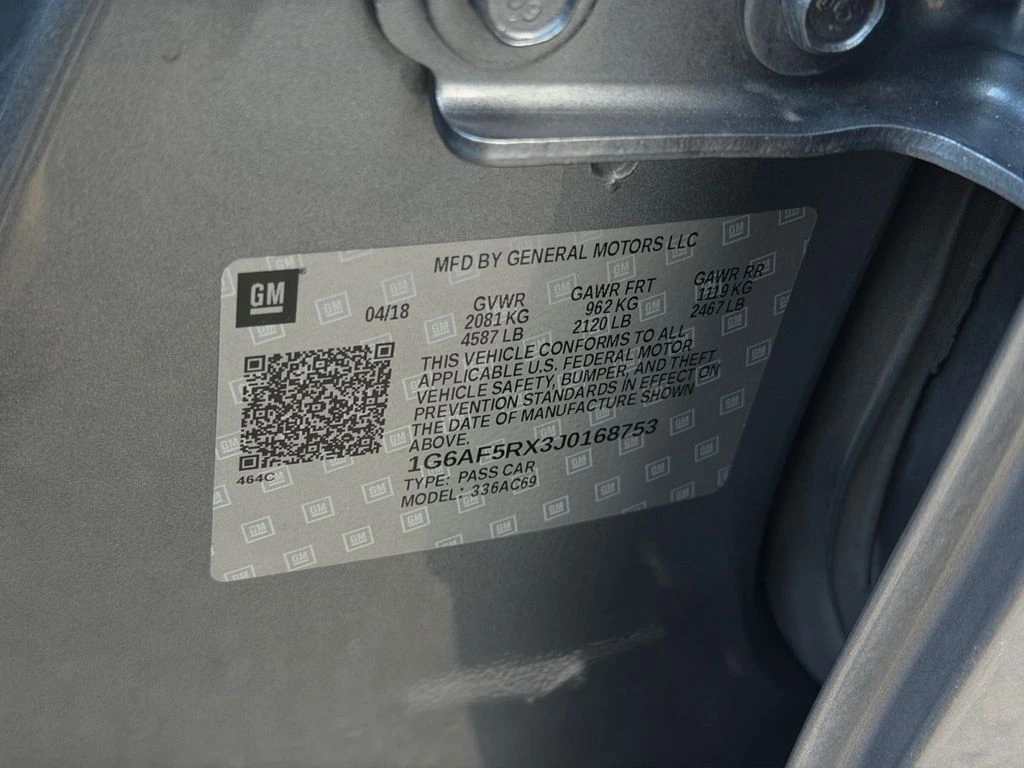 MFD BY GENERAL MOTORS LLC
GM
04/18
GVWR
2081 KG
4587 LB
GAWR FRT
962 KG
2120 LB
GAWR RR
1119 KG
2467 LB
THIS VEHICLE CONFORMS TO ALL
APPLICABLE U.S. FEDERAL MOTOR
VEHICLE SAFETY, BUMPER, AND THEFT
PREVENTION STANDARDS IN EFFECT ON
THE DATE OF MANUFACTURE SHOWN
ABOVE.
1G6AF5RX3J0168753
TYPE: PASS CAR
MODEL: 336AC69
464C